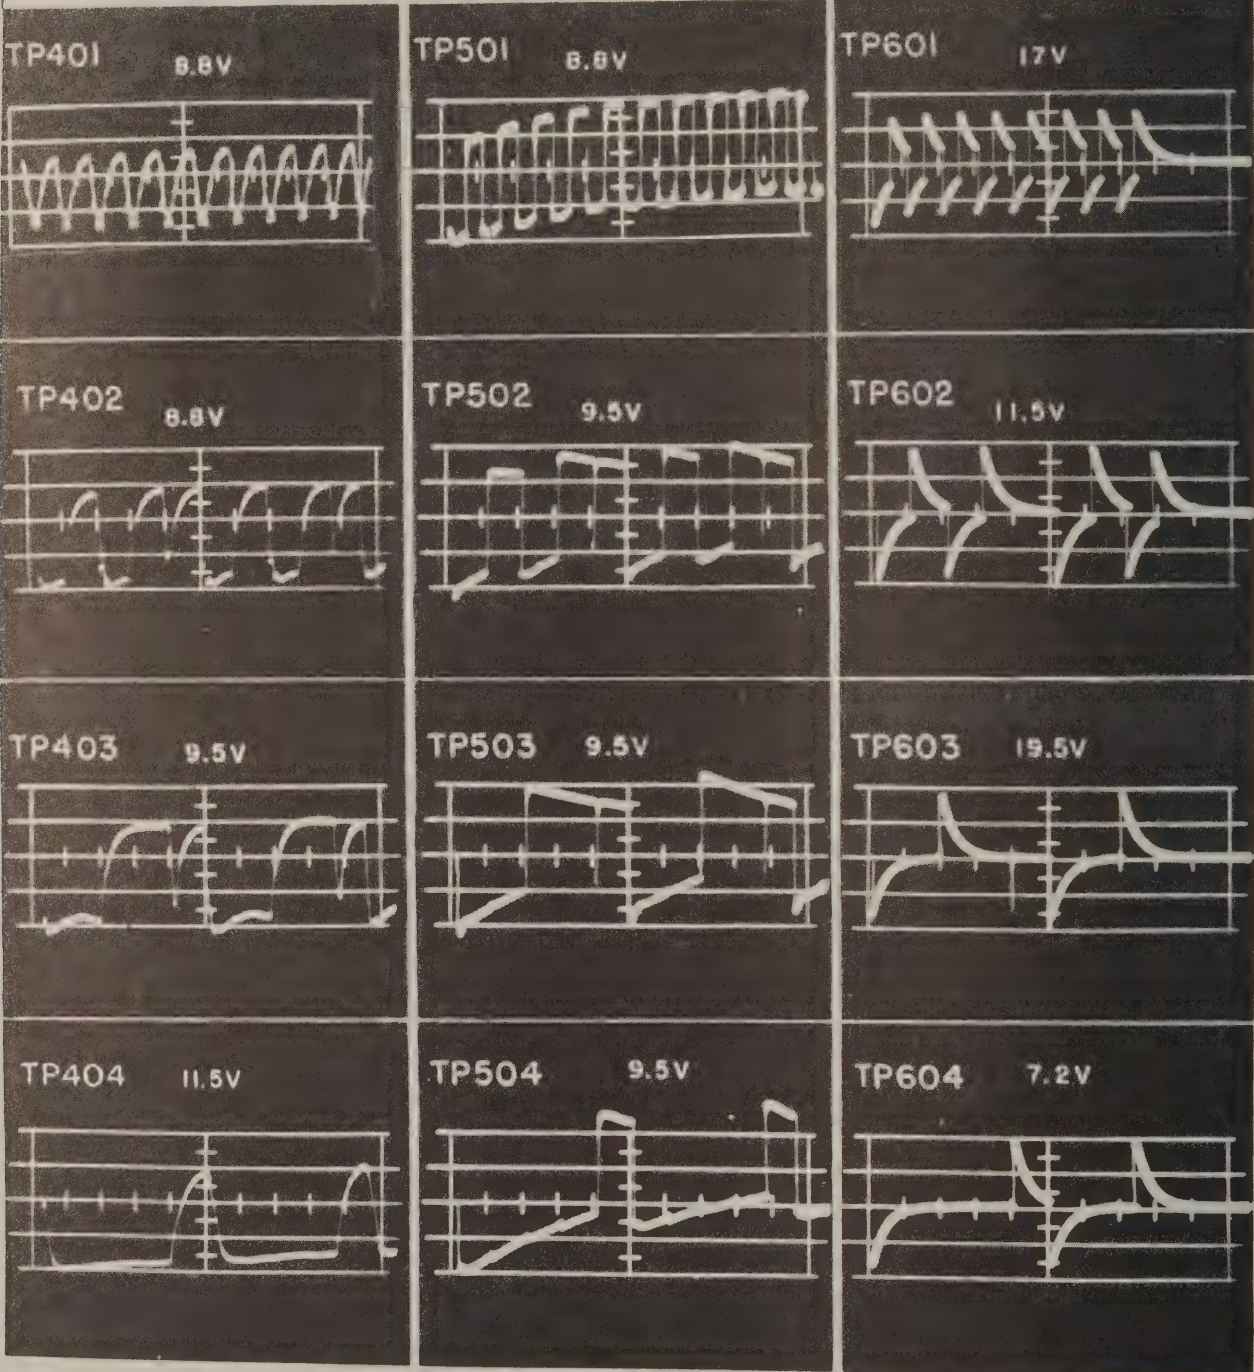 TP401 8.8V
TP501 8.8V
TP601 17V
TP402 8.8V
TP502 9.5V
TP602 11.5V
TP403 9.5V
TP503 9.5V
TP603 19.5V
TP404 11.5V
TP504 9.5V
TP604 7.2V